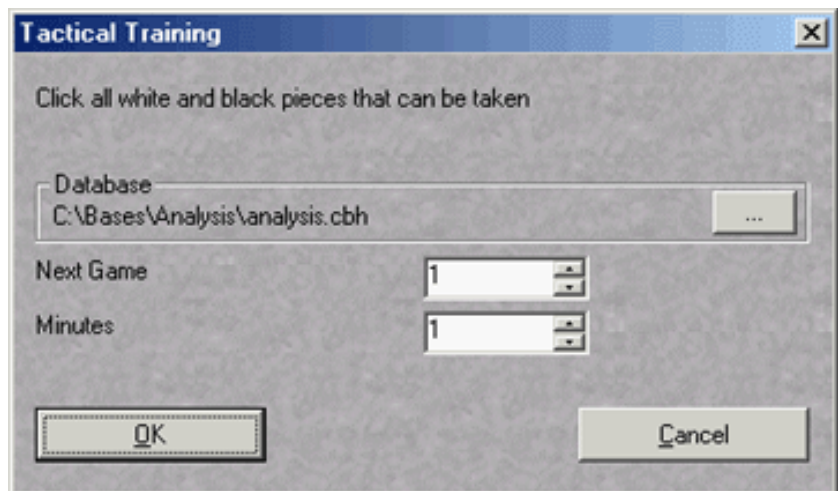 Tactical Training
Click all white and black pieces that can be taken
Database
C:\Bases\Analysis\analysis.cbh
...
Next Game 1
Minutes 1
OK Cancel